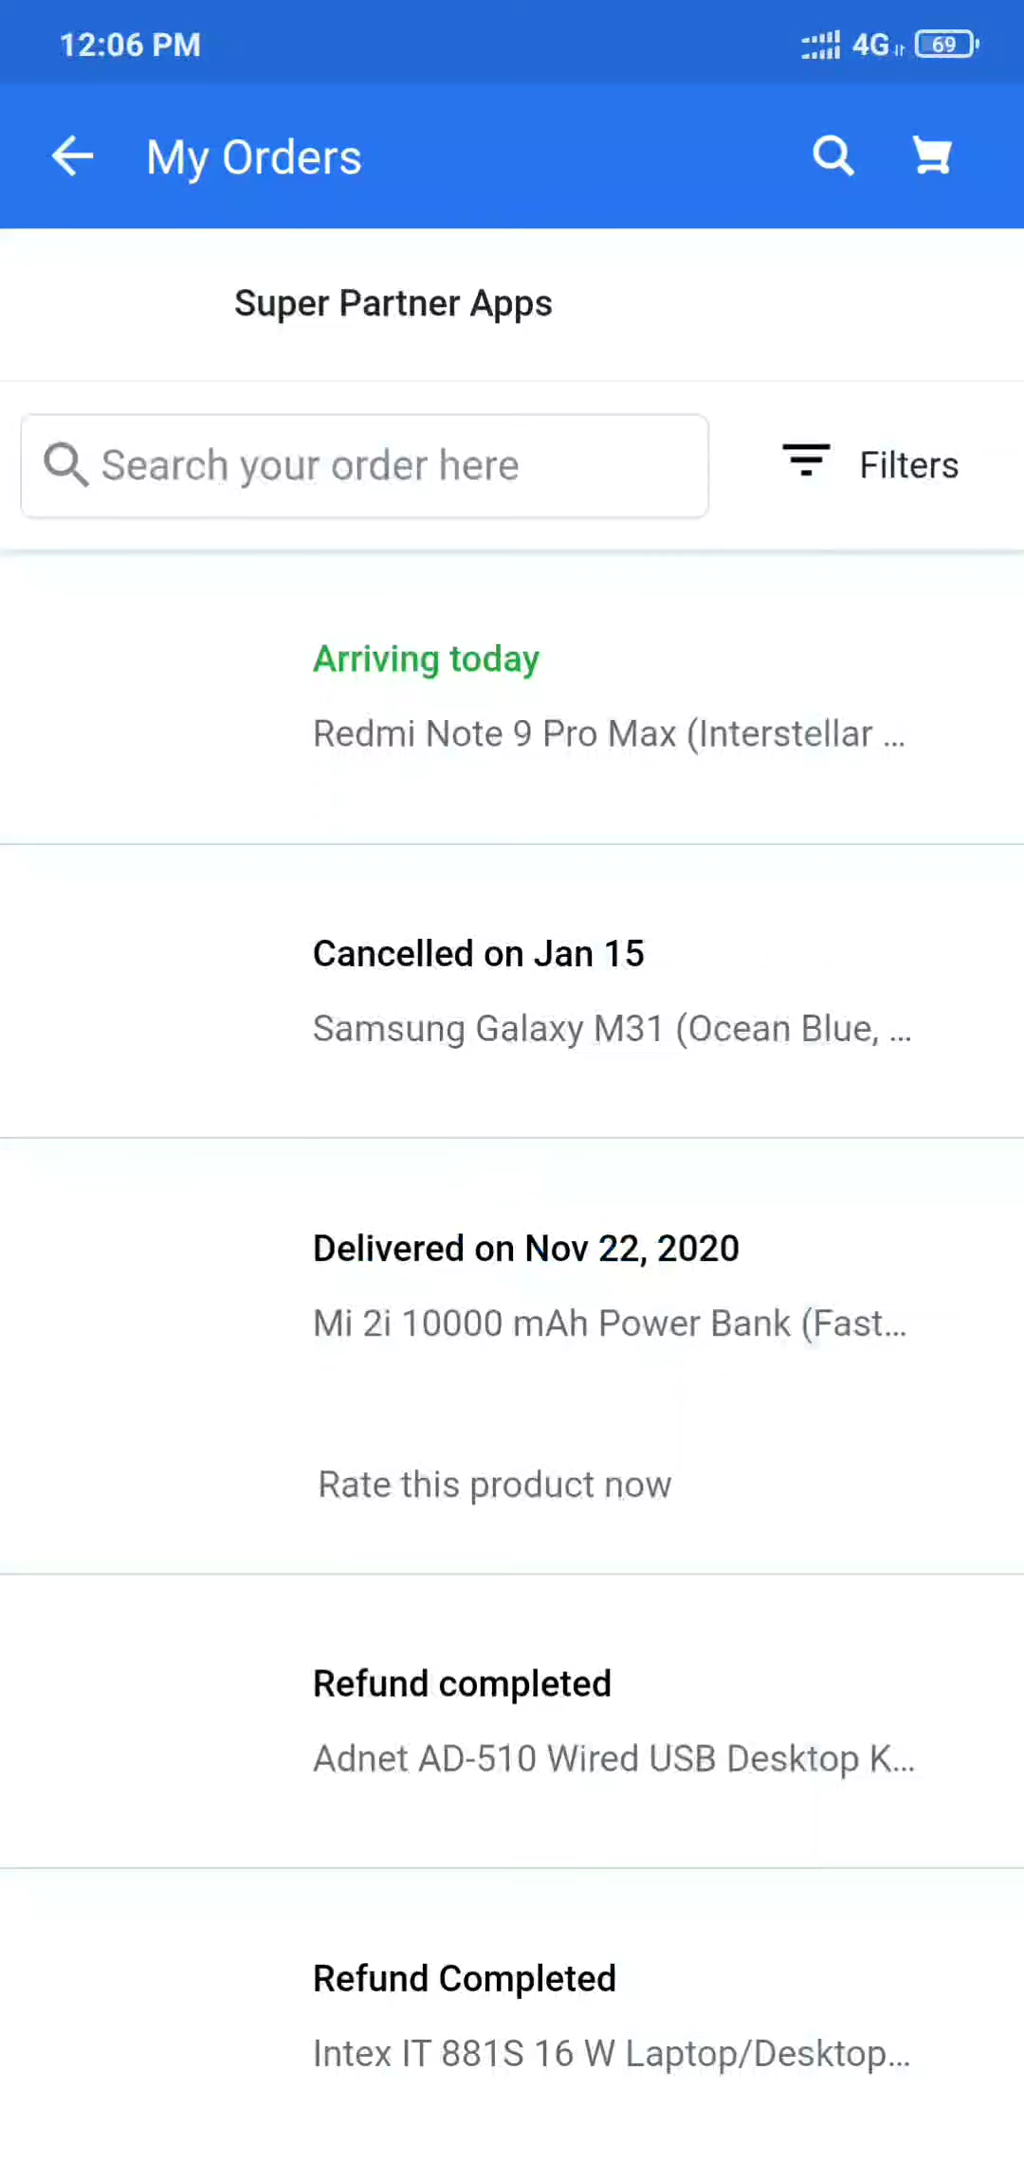 12:06 PM 4G 69
My Orders
Super Partner Apps
Search your order here Filters
Arriving today
Redmi Note 9 Pro Max (Interstellar ...
Cancelled on Jan 15
Samsung Galaxy M31 (Ocean Blue, ...
Delivered on Nov 22, 2020
Mi 2i 10000 mAh Power Bank (Fast...
Rate this product now
Refund completed
Adnet AD-510 Wired USB Desktop K...
Refund Completed
Intex IT 881S 16 W Laptop/Desktop...